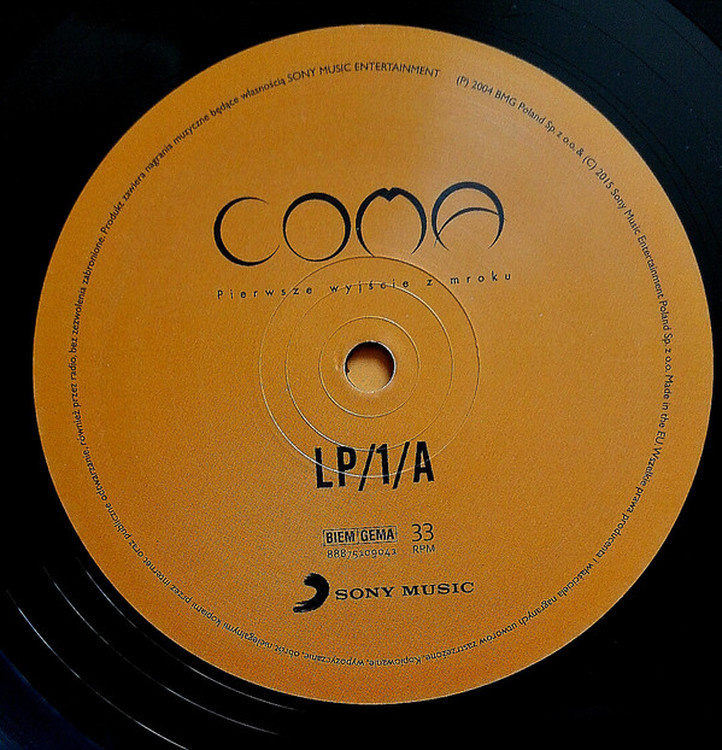 Produkt zawiera nagrania muzyczne będące własnością SONY MUSIC ENTERTAINMENT (P) 2004 BMG Poland Sp. z o.o. & (C) 2015 Sony Music Entertainment Poland Sp. z o.o. Made in the EU. Wszelkie prawa producenta i właściciela nagranych utworów zastrzeżone. Kopiowanie, wypożyczanie, obrót nielegalnymi kopiami przez internet oraz publiczne odtwarzanie, również przez radio, bez zezwolenia zabronione.
COMA
Pierwsze wyjście z mroku
LP/1/A
BIEM/GEMA 33
88875109041 RPM
SONY MUSIC